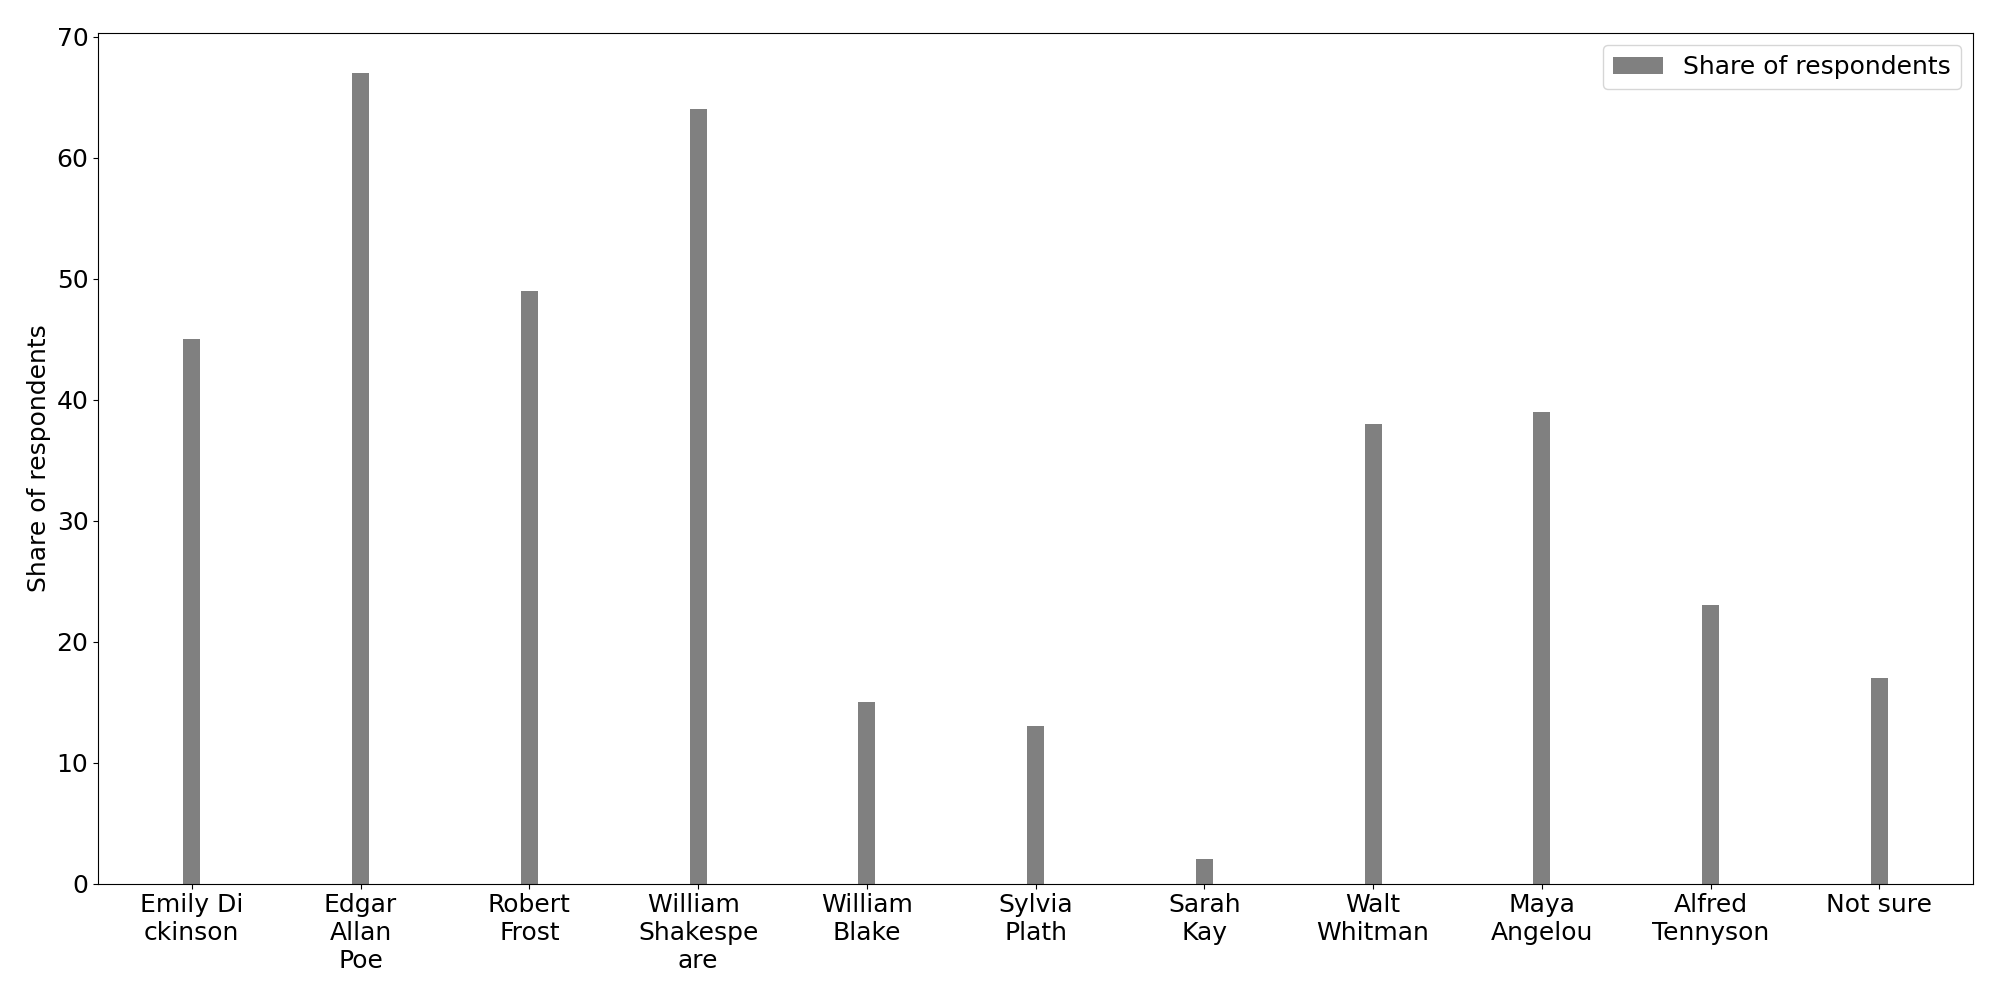 70
60
50
40
30
20
10
0
Share of respondents
Share of respondents
Emily Di
ckinson
Edgar
Allan
Poe
Robert
Frost
William
Shakespe
are
William
Blake
Sylvia
Plath
Sarah
Kay
Walt
Whitman
Maya
Angelou
Alfred
Tennyson
Not sure